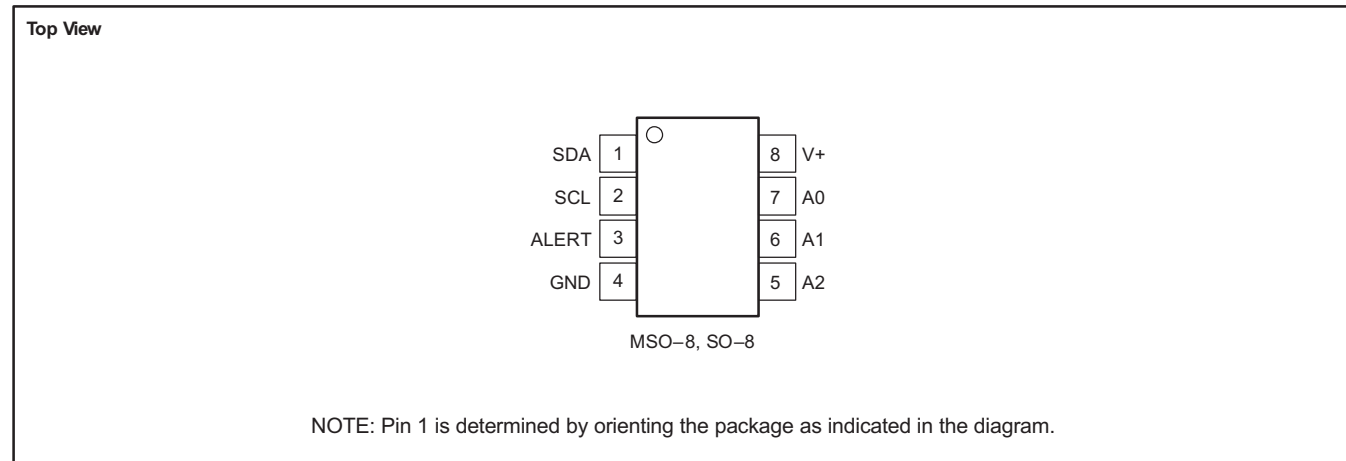 Top View
SDA 1 8 V+
SCL 2 7 A0
ALERT 3 6 A1
GND 4 5 A2
MSO–8, SO–8
NOTE: Pin 1 is determined by orienting the package as indicated in the diagram.